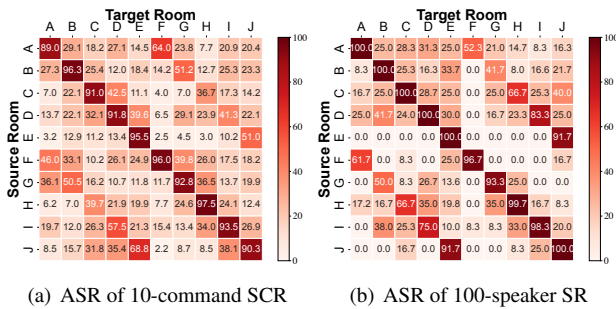 Target Room
A B C D E F G H I J
Source Room
A 89.0 29.1 18.2 27.1 14.5 64.0 23.8 7.7 20.9 20.4
B 27.3 96.3 25.4 12.0 18.4 14.2 51.2 12.7 25.3 23.3
C 7.0 22.1 91.0 42.5 11.1 4.0 7.0 36.7 17.3 14.2
D 13.7 22.1 32.1 91.8 39.6 6.5 29.1 23.9 41.3 22.1
E 3.2 12.9 11.2 13.4 95.5 2.5 4.5 3.0 10.2 51.0
F 46.0 33.1 10.2 26.1 24.9 96.0 39.8 26.0 17.5 18.2
G 36.1 50.5 16.2 10.7 11.8 11.7 92.8 36.5 13.7 19.9
H 6.2 7.0 39.7 21.9 19.9 10.7 24.6 97.5 24.1 12.4
I 19.7 12.0 26.3 57.5 21.3 15.4 13.4 34.0 93.5 26.9
J 8.5 15.7 31.8 35.4 68.8 2.2 8.7 8.5 38.1 90.3
100
80
60
40
20
0
(a) ASR of 10-command SCR
Target Room
A B C D E F G H I J
Source Room
A 100.0 25.0 28.3 31.3 25.0 52.3 21.0 14.7 8.3 16.3
B 8.3 100.0 25.3 16.3 33.7 0.0 41.7 8.0 16.6 21.7
C 16.7 25.0 100.0 28.7 25.0 0.0 25.0 66.7 25.3 40.0
D 16.7 25.0 24.0 100.0 30.0 0.0 16.7 33.3 83.3 25.0
E 0.0 0.0 0.0 0.0 100.0 0.0 0.0 0.0 0.0 91.7
F 61.7 0.0 8.3 0.0 25.0 96.7 0.0 0.0 0.0 16.7
G 0.0 50.0 8.3 26.7 13.6 0.0 93.3 25.0 0.0 0.0
H 17.2 16.7 66.7 35.0 19.0 0.0 35.0 99.7 16.7 8.3
I 0.0 38.0 25.0 75.0 10.0 8.3 8.3 33.0 98.3 20.0
J 0.0 0.0 16.7 0.0 91.7 0.0 0.0 8.3 25.0 100.0
100
80
60
40
20
0
(b) ASR of 100-speaker SR